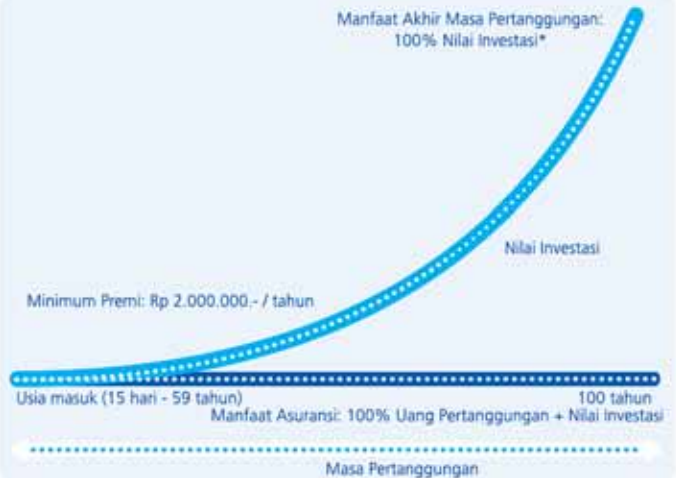 Manfaat Akhir Masa Pertanggungan:
100% Nilai Investasi*
Nilai Investasi
Minimum Premi: Rp 2.000.000.- / tahun
Usia masuk (15 hari - 59 tahun)
100 tahun
Manfaat Asuransi: 100% Uang Pertanggungan + Nilai Investasi
Masa Pertanggungan